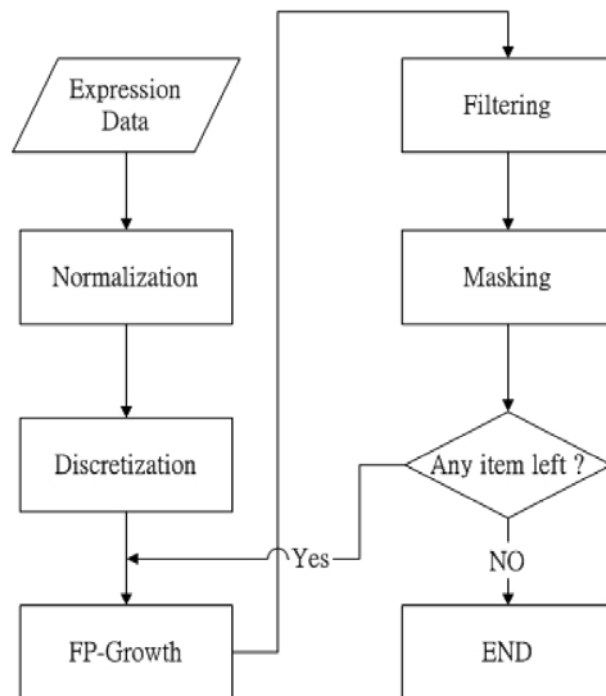 Expression
Data
Normalization
Discretization
FP-Growth
Filtering
Masking
Any item left ?
Yes
NO
END